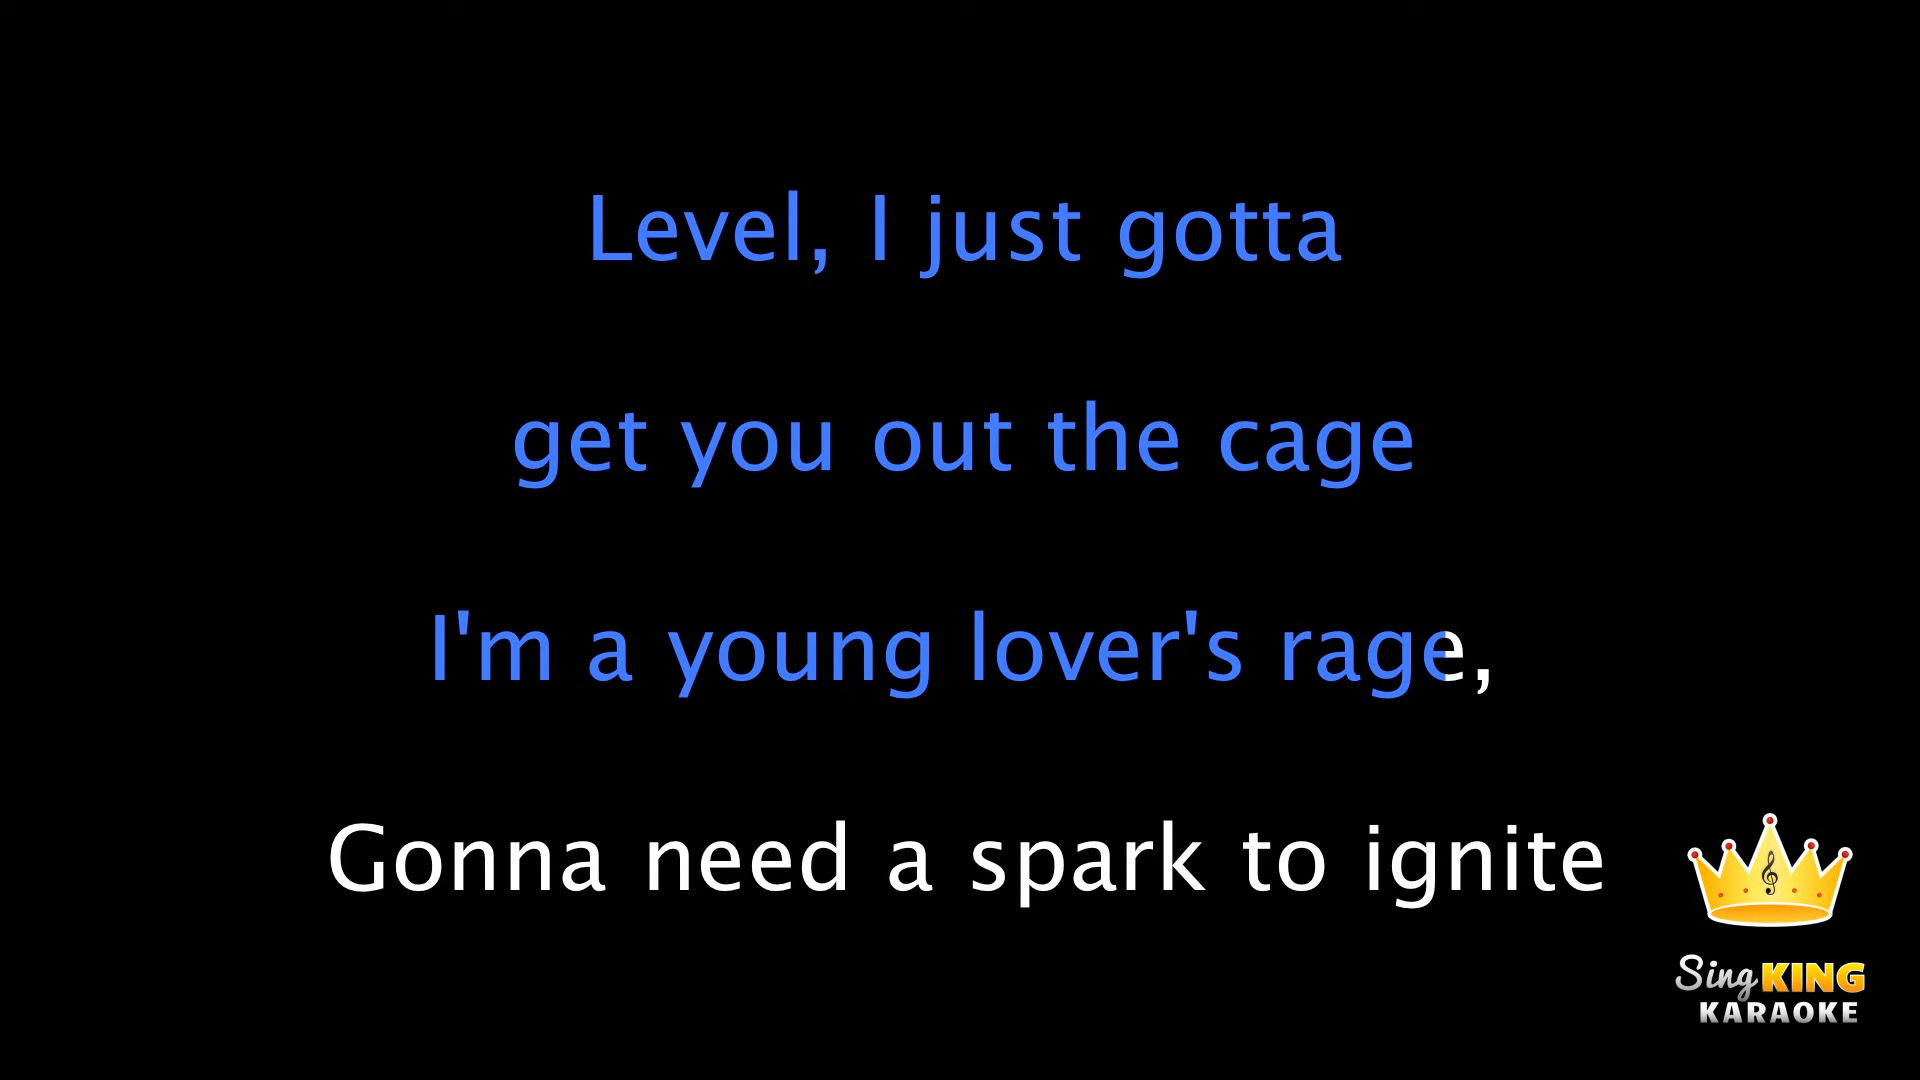 Level, I just gotta
get you out the cage
I'm a young lover's rage,
Gonna need a spark to ignite
Sing KING
KARAOKE